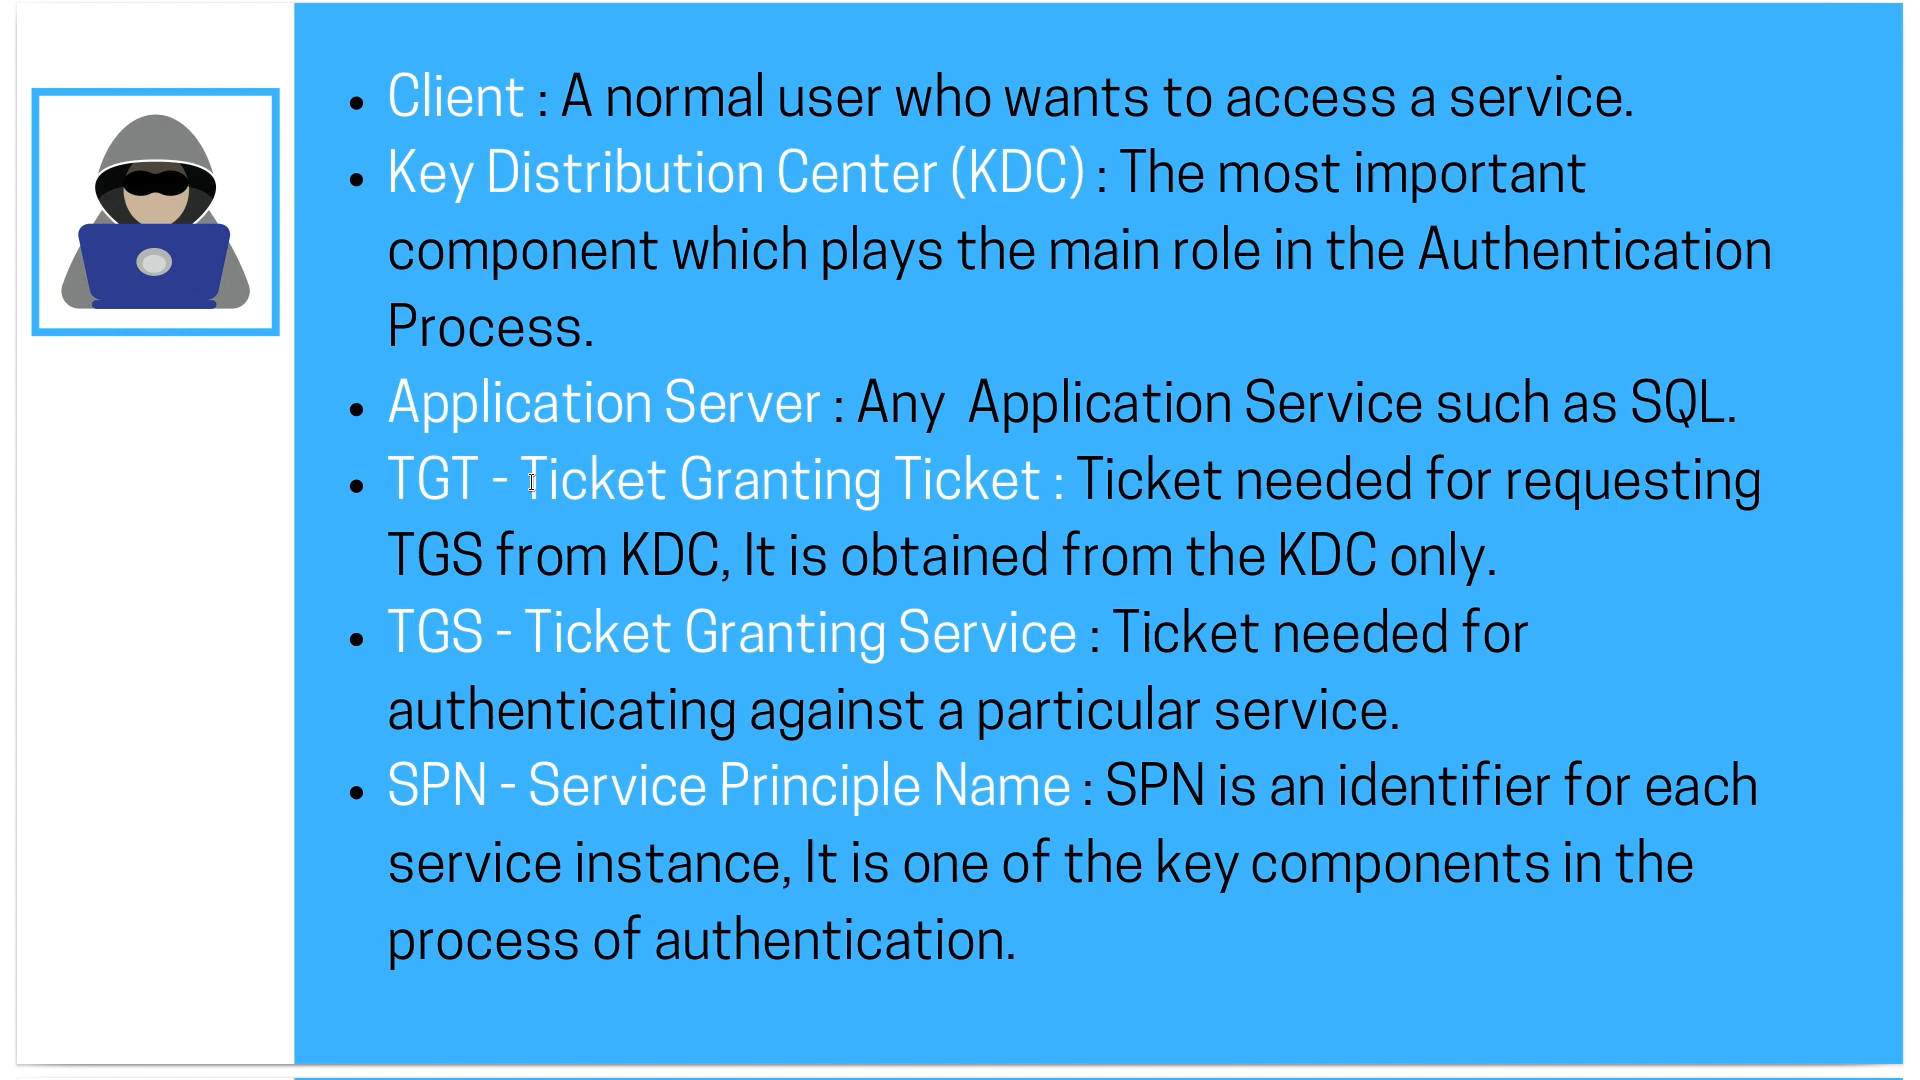 • Client : A normal user who wants to access a service.
• Key Distribution Center (KDC) : The most important
component which plays the main role in the Authentication
Process.
• Application Server : Any  Application Service such as SQL.
• TGT - Ticket Granting Ticket : Ticket needed for requesting
TGS from KDC, It is obtained from the KDC only.
• TGS - Ticket Granting Service : Ticket needed for
authenticating against a particular service.
• SPN - Service Principle Name : SPN is an identifier for each
service instance, It is one of the key components in the
process of authentication.